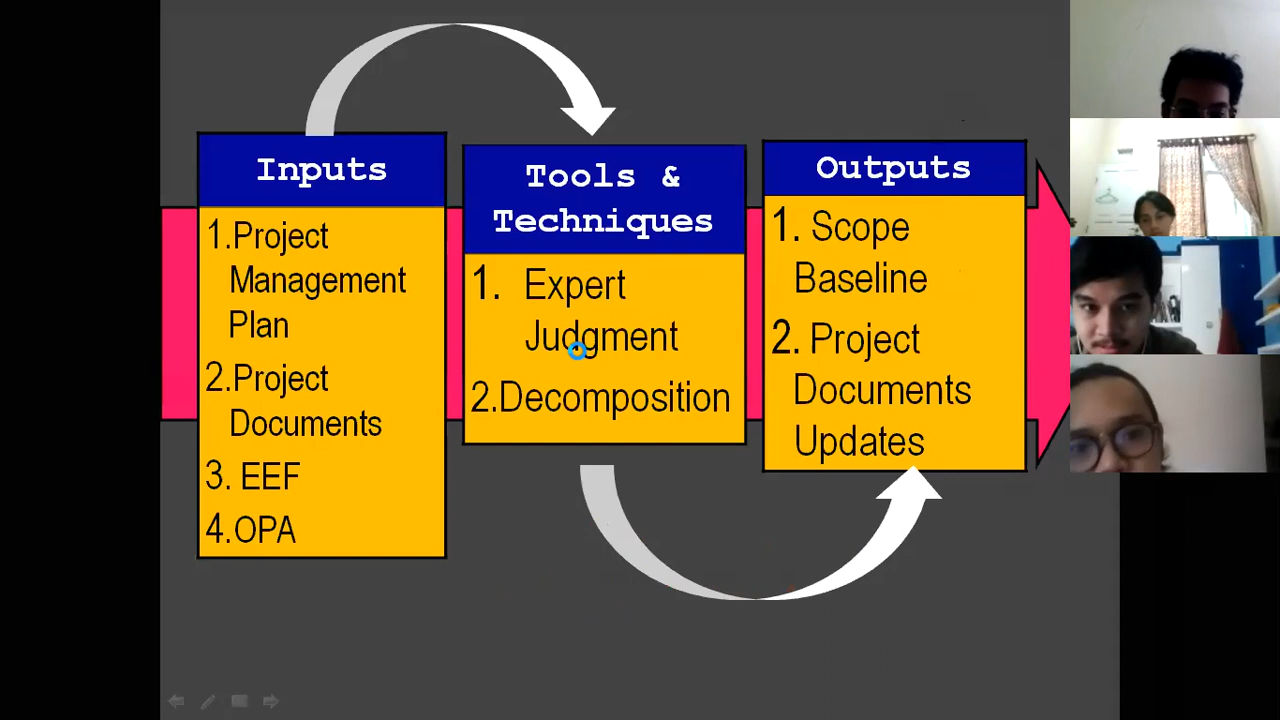 Inputs
1.Project
Management
Plan
2.Project
Documents
3. EEF
4.OPA
Tools &
Techniques
1. Expert
Judgment
2.Decomposition
Outputs
1. Scope
Baseline
2. Project
Documents
Updates